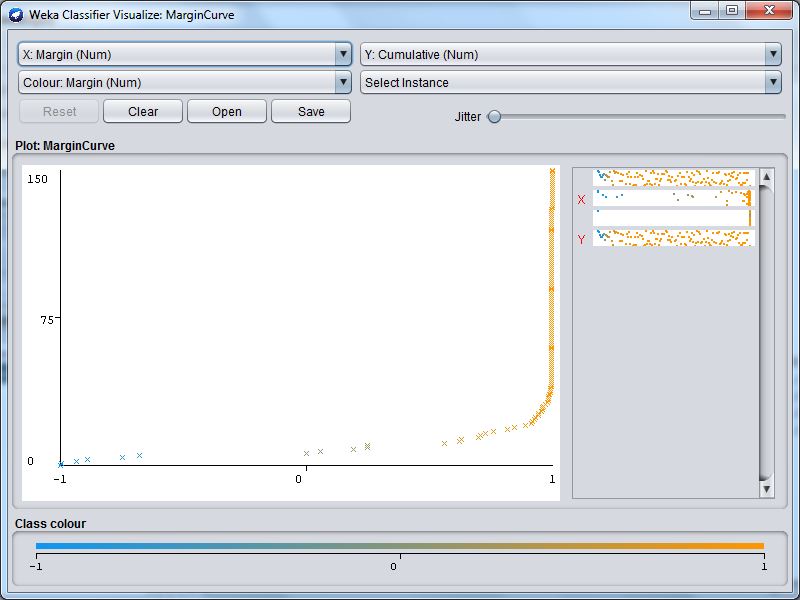 Weka Classifier Visualize: MarginCurve
X: Margin (Num)
Y: Cumulative (Num)
Colour: Margin (Num)
Select Instance
Reset
Clear
Open
Save
Jitter
Plot: MarginCurve
150
75
0
-1
0
1
X
Y
Class colour
-1
0
1